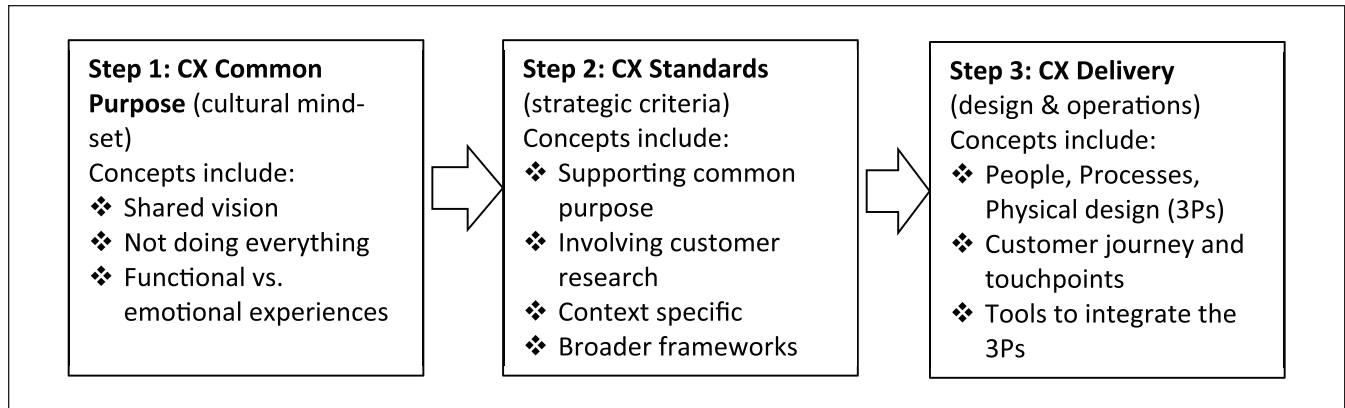 Step 1: CX Common
Purpose (cultural mind-
set)
Concepts include:
❖ Shared vision
❖ Not doing everything
❖ Functional vs.
emotional experiences
Step 2: CX Standards
(strategic criteria)
Concepts include:
❖ Supporting common
purpose
❖ Involving customer
research
❖ Context specific
❖ Broader frameworks
Step 3: CX Delivery
(design & operations)
Concepts include:
❖ People, Processes,
Physical design (3Ps)
❖ Customer journey and
touchpoints
❖ Tools to integrate the
3Ps